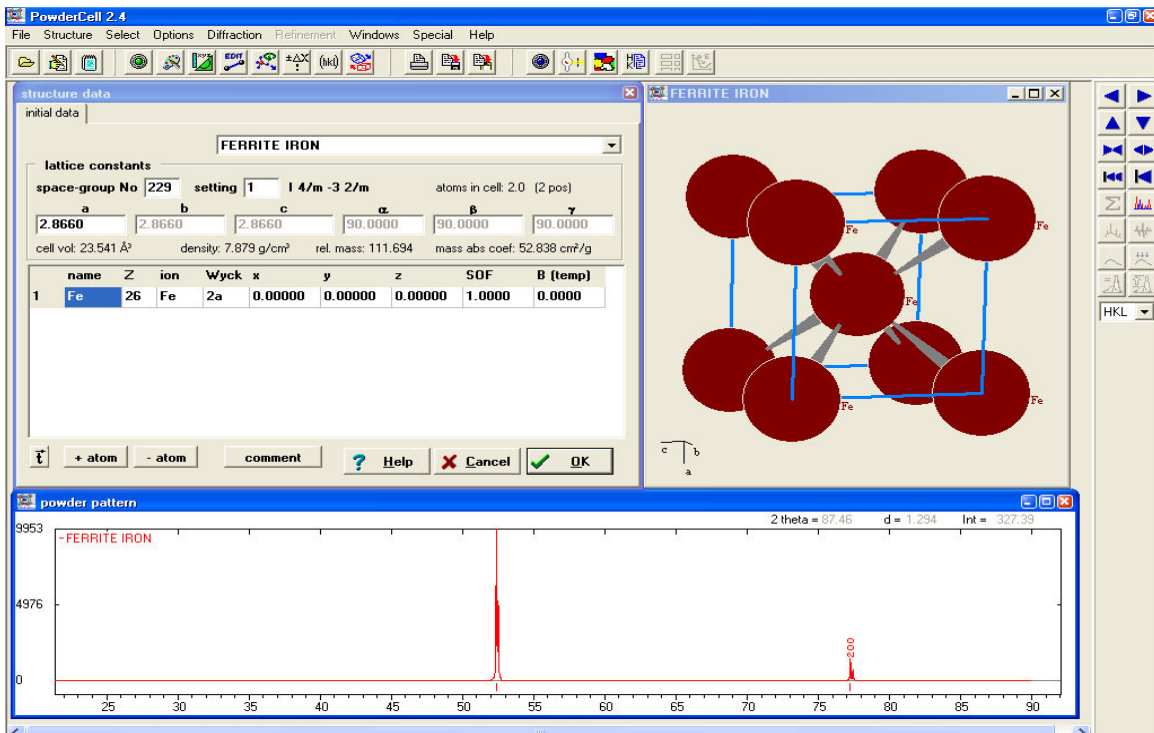 PowderCell 2.4
File Structure Select Options Diffraction Refinement Windows Special Help
EDIT ±ΔX (hkl)
structure data
initial data
FERRITE IRON
lattice constants
space-group No 229 setting 1 I 4/m -3 2/m atoms in cell: 2.0 (2 pos)
a b c α β γ
2.8660 2.8660 2.8660 90.0000 90.0000 90.0000
cell vol: 23.541 Å³ density: 7.879 g/cm³ rel. mass: 111.694 mass abs coef: 52.838 cm²/g
name Z ion Wyck x y z SOF B (temp)
1 Fe 26 Fe 2a 0.00000 0.00000 0.00000 1.0000 0.0000
t + atom - atom comment ? Help Cancel OK
FERRITE IRON
Fe
Fe
Fe
Fe
Fe
c b
a
HKL
powder pattern
2 theta = 87.46 d = 1.294 Int = 327.39
9953
-FERRITE IRON
4976
200
0
25 30 35 40 45 50 55 60 65 70 75 80 85 90